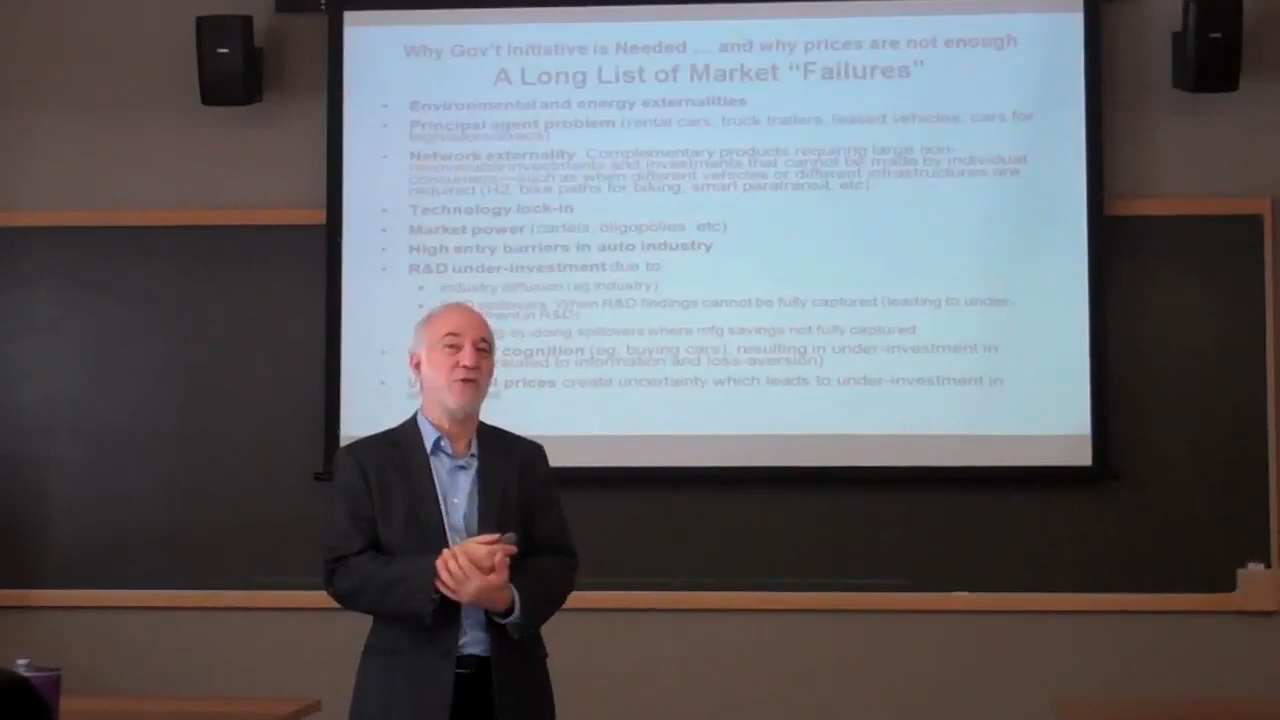 Why Gov't Initiative is Needed ... and why prices are not enough
A Long List of Market “Failures”
• Environmental and energy externalities
• Principal agent problem (rental cars, truck trailers, leased vehicles, cars for
• Network externality. Complementary products requiring large non-
recoverable investments and investments that cannot be made by individual
consumers—such as when different vehicles or different infrastructures are
required (H2, bike paths for biking, smart paratransit, etc)
• Technology lock-in
• Market power (cartels, oligopolies, etc)
• High entry barriers in auto industry
• R&D under-investment due to
• industry diffusion (ag industry)
• spillovers. When R&D findings cannot be fully captured (leading to under-
in R&D)
by doing spillovers where mfg savings not fully captured
• cognition (eg, buying cars), resulting in under-investment in
related to information and loss-aversion)
• prices create uncertainty which leads to under-investment in